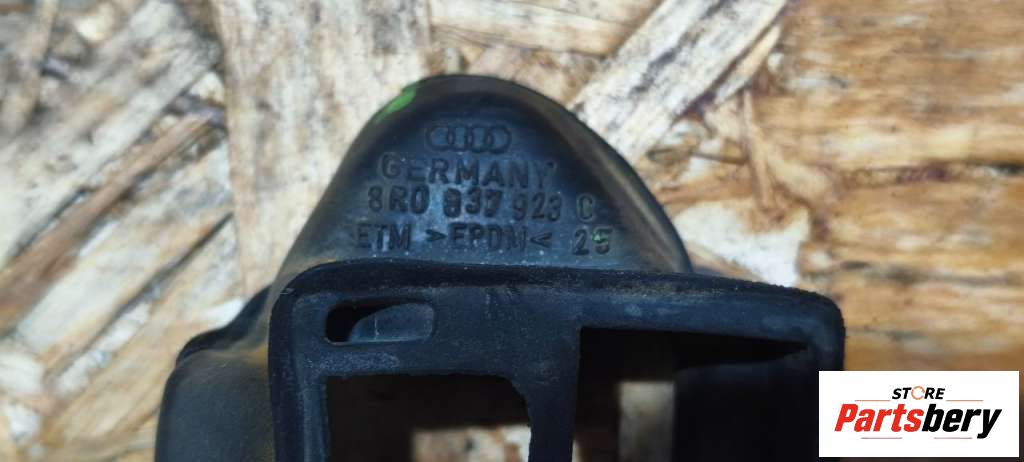 GERMANY
8R0 837 923 C
ETM >EPDM< 25
STORE
Partsbery